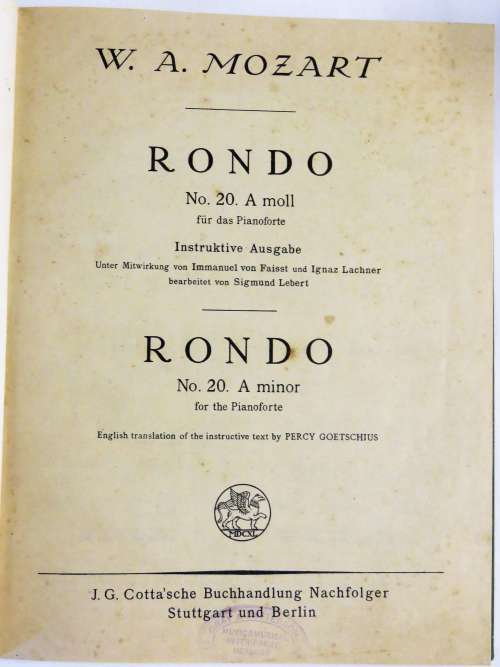 W. A. MOZART
RONDO
No. 20. A moll
für das Pianoforte
Instruktive Ausgabe
Unter Mitwirkung von Immanuel von Faisst und Ignaz Lachner
bearbeitet von Sigmund Lebert
RONDO
No. 20. A minor
for the Pianoforte
English translation of the instructive text by PERCY GOETSCHIUS
MDCXL
J. G. Cotta'sche Buchhandlung Nachfolger
Stuttgart und Berlin